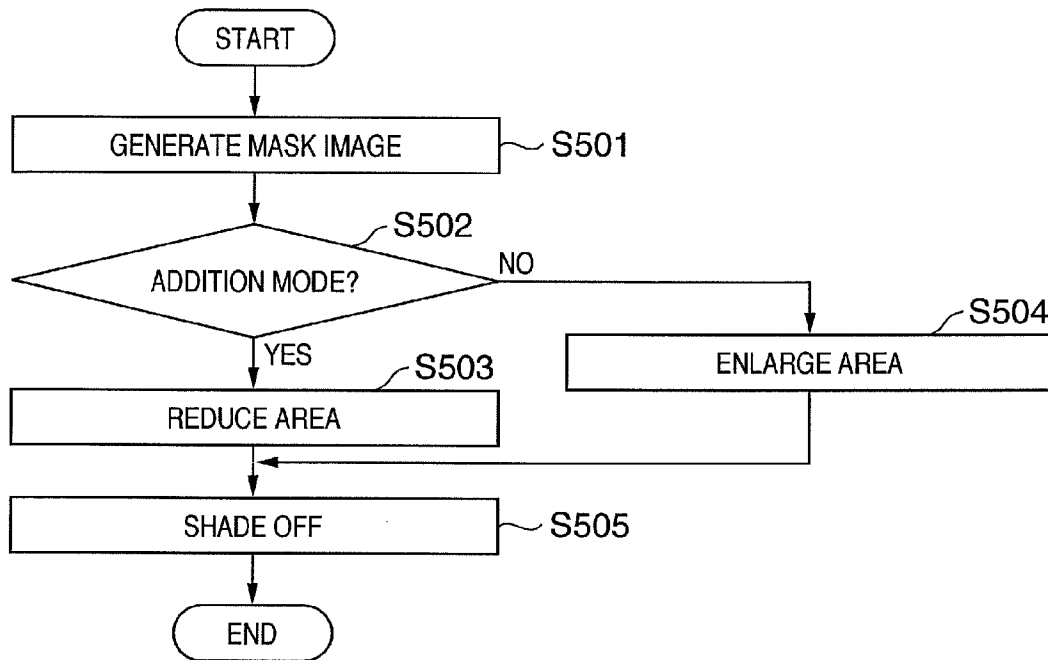 START
GENERATE MASK IMAGE
S501
S502
ADDITION MODE?
NO
YES
S504
ENLARGE AREA
S503
REDUCE AREA
SHADE OFF
S505
END